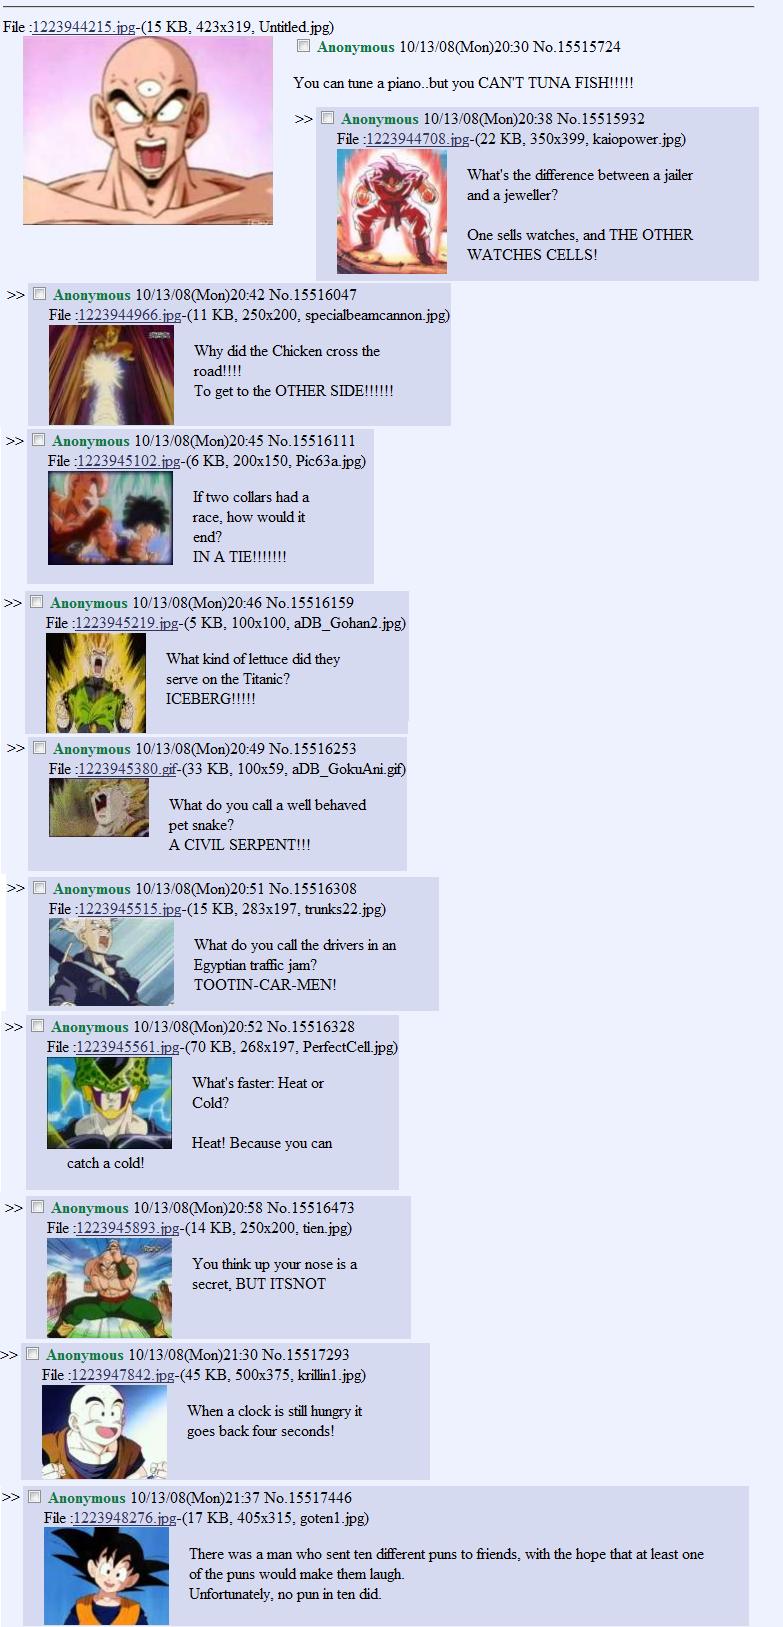 File :1223944215.jpg-(15 KB, 423x319, Untitled.jpg)
Anonymous 10/13/08(Mon)20:30 No.15515724
You can tune a piano..but you CAN'T TUNA FISH!!!!!
>> Anonymous 10/13/08(Mon)20:38 No.15515932
File :1223944708.jpg-(22 KB, 350x399, kaiopower.jpg)
What's the difference between a jailer
and a jeweller?
One sells watches, and THE OTHER
WATCHES CELLS!
>> Anonymous 10/13/08(Mon)20:42 No.15516047
File :1223944966.jpg-(11 KB, 250x200, specialbeamcannon.jpg)
Why did the Chicken cross the
road!!!!
To get to the OTHER SIDE!!!!!!
>> Anonymous 10/13/08(Mon)20:45 No.15516111
File :1223945102.jpg-(6 KB, 200x150, Pic63a.jpg)
If two collars had a
race, how would it
end?
IN A TIE!!!!!!!
>> Anonymous 10/13/08(Mon)20:46 No.15516159
File :1223945219.jpg-(5 KB, 100x100, aDB_Gohan2.jpg)
What kind of lettuce did they
serve on the Titanic?
ICEBERG!!!!!
>> Anonymous 10/13/08(Mon)20:49 No.15516253
File :1223945380.gif-(33 KB, 100x59, aDB_GokuAni.gif)
What do you call a well behaved
pet snake?
A CIVIL SERPENT!!!
>> Anonymous 10/13/08(Mon)20:51 No.15516308
File :1223945515.jpg-(15 KB, 283x197, trunks22.jpg)
What do you call the drivers in an
Egyptian traffic jam?
TOOTIN-CAR-MEN!
>> Anonymous 10/13/08(Mon)20:52 No.15516328
File :1223945561.jpg-(70 KB, 268x197, PerfectCell.jpg)
What's faster: Heat or
Cold?
Heat! Because you can
catch a cold!
>> Anonymous 10/13/08(Mon)20:58 No.15516473
File :1223945893.jpg-(14 KB, 250x200, tien.jpg)
You think up your nose is a
secret, BUT ITSNOT
>> Anonymous 10/13/08(Mon)21:30 No.15517293
File :1223947842.jpg-(45 KB, 500x375, krillin1.jpg)
When a clock is still hungry it
goes back four seconds!
>> Anonymous 10/13/08(Mon)21:37 No.15517446
File :1223948276.jpg-(17 KB, 405x315, goten1.jpg)
There was a man who sent ten different puns to friends, with the hope that at least one
of the puns would make them laugh.
Unfortunately, no pun in ten did.